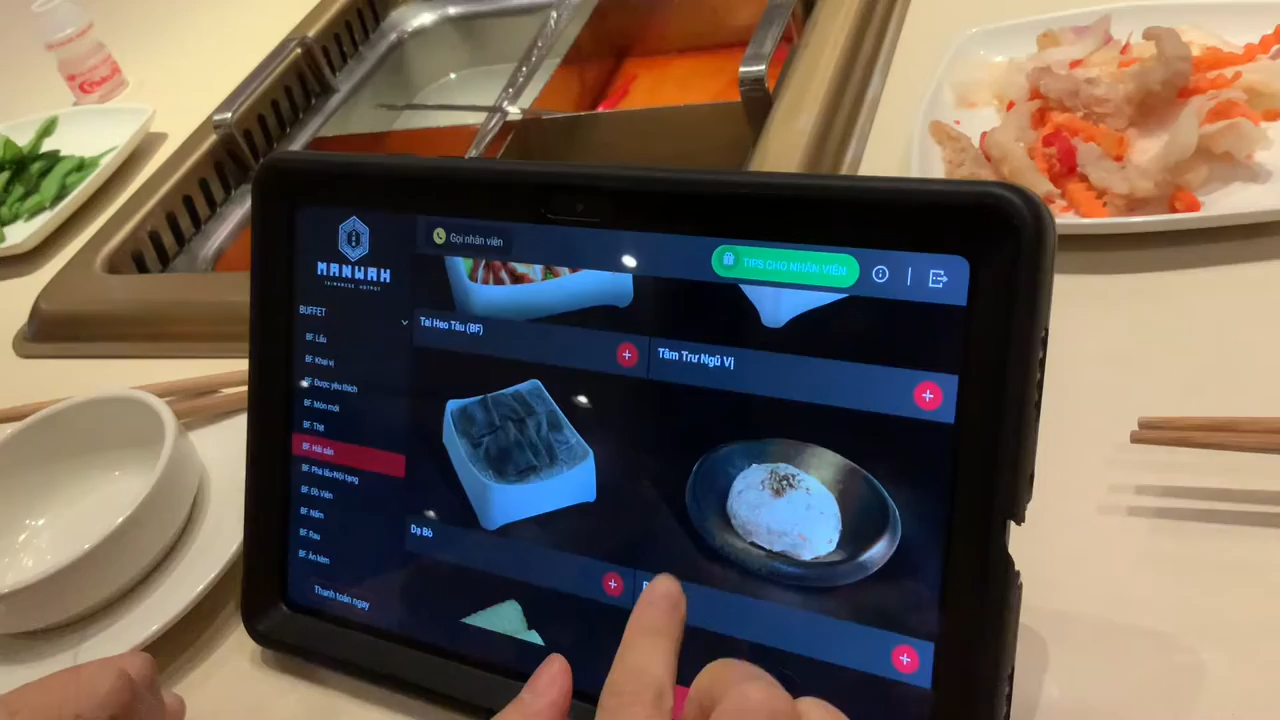 MANWAH
TAIWANESE HOTPOT
Gọi nhân viên
TIPS CHO NHÂN VIÊN
BUFFET
BF. Lẩu
BF. Khai vị
BF. Được yêu thích
BF. Món mới
BF. Thịt
BF. Hải sản
BF. Phá lấu-Nội tạng
BF. Đồ Viên
BF. Nấm
BF. Rau
BF. Ăn kèm
Thanh toán ngay
Tai Heo Tàu (BF)
Tâm Trư Ngũ Vị
Dạ Bò